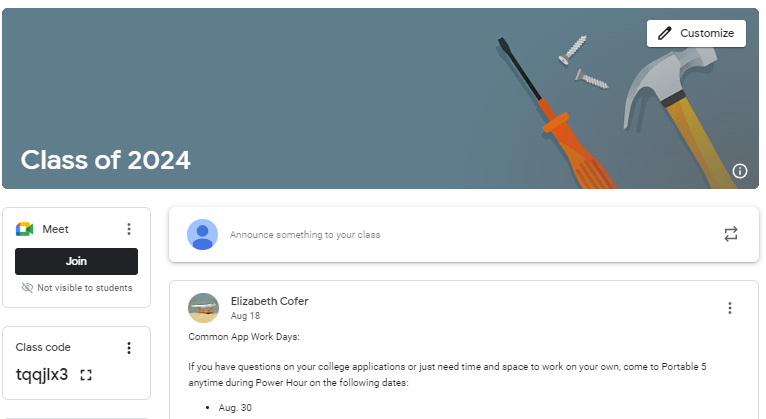 Customize
Class of 2024
Meet
Join
Not visible to students
Class code
tqqjlx3
Announce something to your class
Elizabeth Cofer
Aug 18
Common App Work Days:
If you have questions on your college applications or just need time and space to work on your own, come to Portable 5
anytime during Power Hour on the following dates:
• Aug. 30